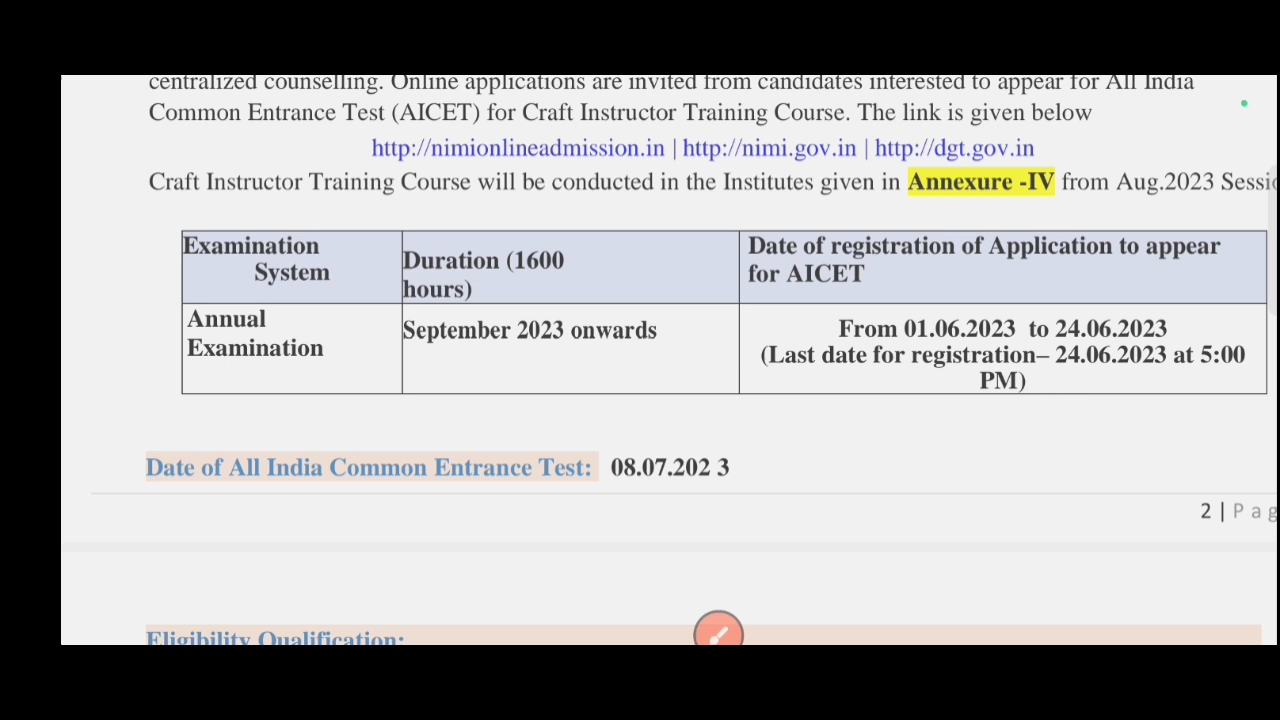 centralized counselling. Online applications are invited from candidates interested to appear for All India
Common Entrance Test (AICET) for Craft Instructor Training Course. The link is given below
http://nimionlineadmission.in | http://nimi.gov.in | http://dgt.gov.in
Craft Instructor Training Course will be conducted in the Institutes given in Annexure -IV from Aug.2023 Sessi
Examination
System
Duration (1600
hours)
Date of registration of Application to appear
for AICET
Annual
Examination
September 2023 onwards
From 01.06.2023 to 24.06.2023
(Last date for registration– 24.06.2023 at 5:00
PM)
Date of All India Common Entrance Test: 08.07.202 3
2 | P a g
Eligibility Qualification: